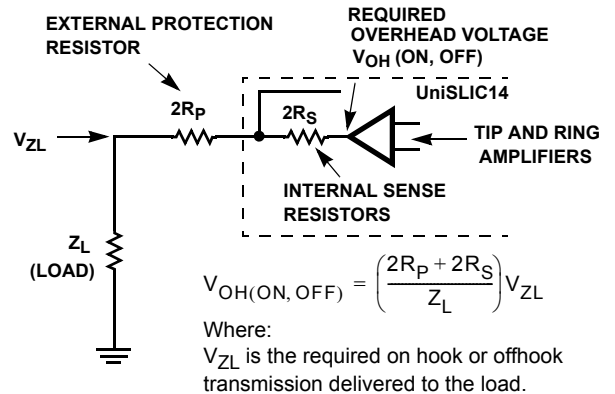 EXTERNAL PROTECTION
RESISTOR
REQUIRED
OVERHEAD VOLTAGE
VOH (ON, OFF)
UniSLIC14
2RP
2RS
VZL
TIP AND RING
AMPLIFIERS
INTERNAL SENSE
RESISTORS
ZL
(LOAD)
VOH(ON, OFF) = ((2RP + 2RS)/ZL) VZL
Where:
VZL is the required on hook or offhook
transmission delivered to the load.